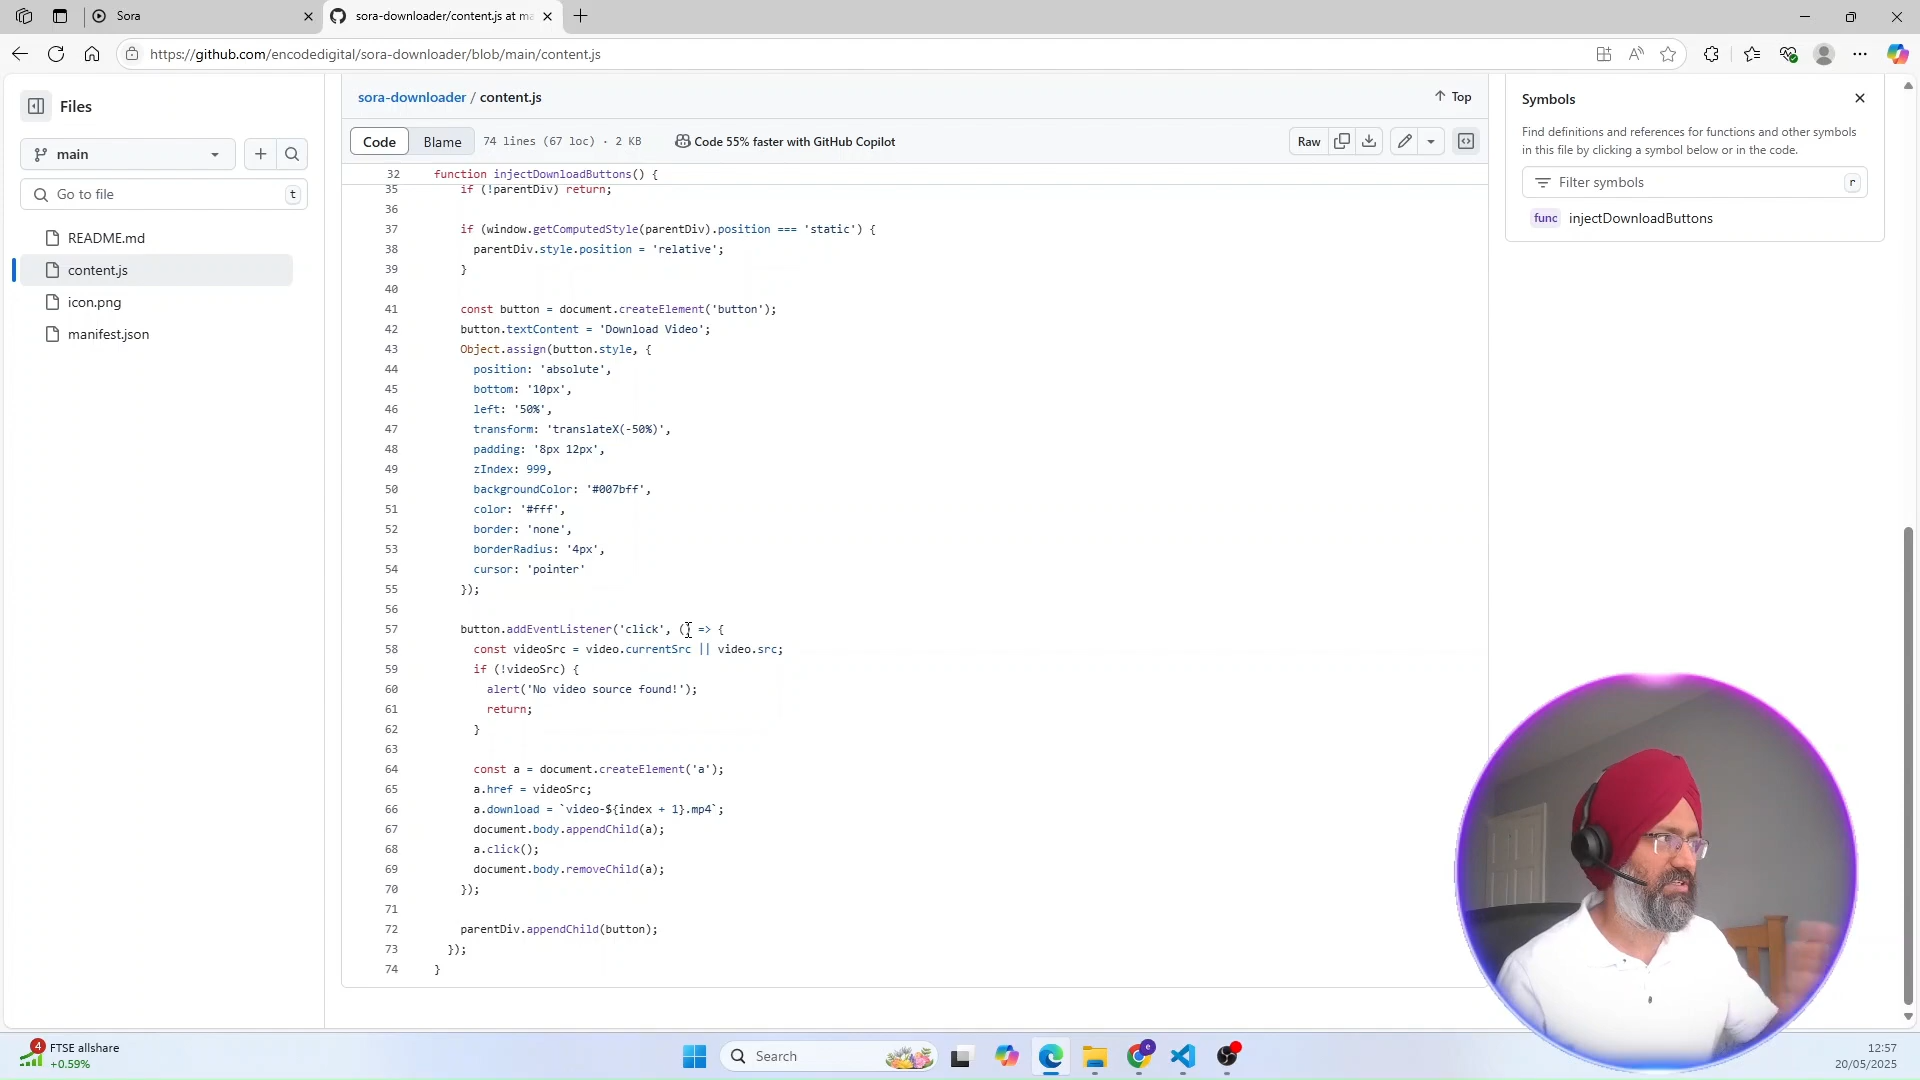 Sora
sora-downloader/content.js at ma
https://github.com/encodedigital/sora-downloader/blob/main/content.js
Files
main
Go to file
t
README.md
content.js
icon.png
manifest.json
sora-downloader / content.js
Top
Code
Blame
74 lines (67 loc) · 2 KB
Code 55% faster with GitHub Copilot
Raw
32 function injectDownloadButtons() {
35 if (!parentDiv) return;
36
37 if (window.getComputedStyle(parentDiv).position === 'static') {
38 parentDiv.style.position = 'relative';
39 }
40
41 const button = document.createElement('button');
42 button.textContent = 'Download Video';
43 Object.assign(button.style, {
44 position: 'absolute',
45 bottom: '10px',
46 left: '50%',
47 transform: 'translateX(-50%)',
48 padding: '8px 12px',
49 zIndex: 999,
50 backgroundColor: '#007bff',
51 color: '#fff',
52 border: 'none',
53 borderRadius: '4px',
54 cursor: 'pointer'
55 });
56
57 button.addEventListener('click', () => {
58 const videoSrc = video.currentSrc || video.src;
59 if (!videoSrc) {
60 alert('No video source found!');
61 return;
62 }
63
64 const a = document.createElement('a');
65 a.href = videoSrc;
66 a.download = `video-${index + 1}.mp4`;
67 document.body.appendChild(a);
68 a.click();
69 document.body.removeChild(a);
70 });
71
72 parentDiv.appendChild(button);
73 });
74 }
Symbols
Find definitions and references for functions and other symbols
in this file by clicking a symbol below or in the code.
Filter symbols
r
func injectDownloadButtons
4
FTSE allshare
+0.59%
Search
12:57
20/05/2025